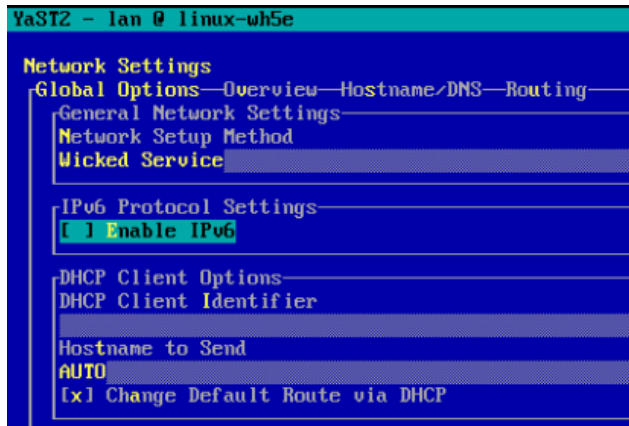 YaST2 - lan @ linux-wh5e
Network Settings
Global Options—Overview—Hostname/DNS—Routing
General Network Settings
Network Setup Method
Wicked Service
IPv6 Protocol Settings
[ ] Enable IPv6
DHCP Client Options
DHCP Client Identifier
Hostname to Send
AUTO
[x] Change Default Route via DHCP